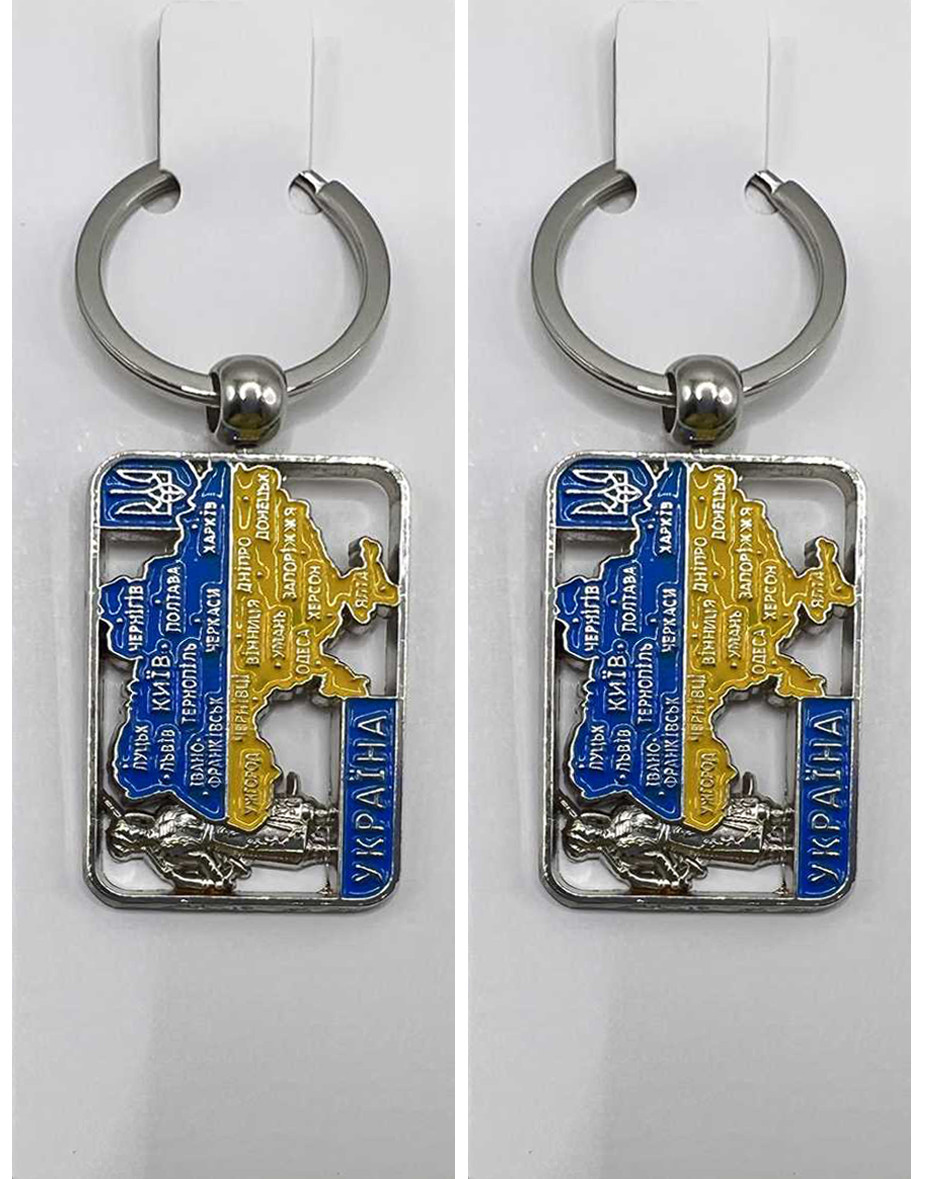 ЛУЦЬК
ЧЕРНІГІВ
КИЇВ
ЛЬВІВ
ПОЛТАВА
ТЕРНОПІЛЬ
ІВАНО-
ФРАНКІВСЬК
ЧЕРКАСИ
ХАРКІВ
УЖГОРОД
ЧЕРНІВЦІ
ВІННИЦЯ
ДНІПРО
ДОНЕЦЬК
УМАНЬ
ЗАПОРІЖЖЯ
ОДЕСА
ХЕРСОН
ЯЛТА
УКРАЇНА
ЛУЦЬК
ЧЕРНІГІВ
КИЇВ
ЛЬВІВ
ПОЛТАВА
ТЕРНОПІЛЬ
ІВАНО-
ФРАНКІВСЬК
ЧЕРКАСИ
ХАРКІВ
УЖГОРОД
ЧЕРНІВЦІ
ВІННИЦЯ
ДНІПРО
ДОНЕЦЬК
УМАНЬ
ЗАПОРІЖЖЯ
ОДЕСА
ХЕРСОН
ЯЛТА
УКРАЇНА